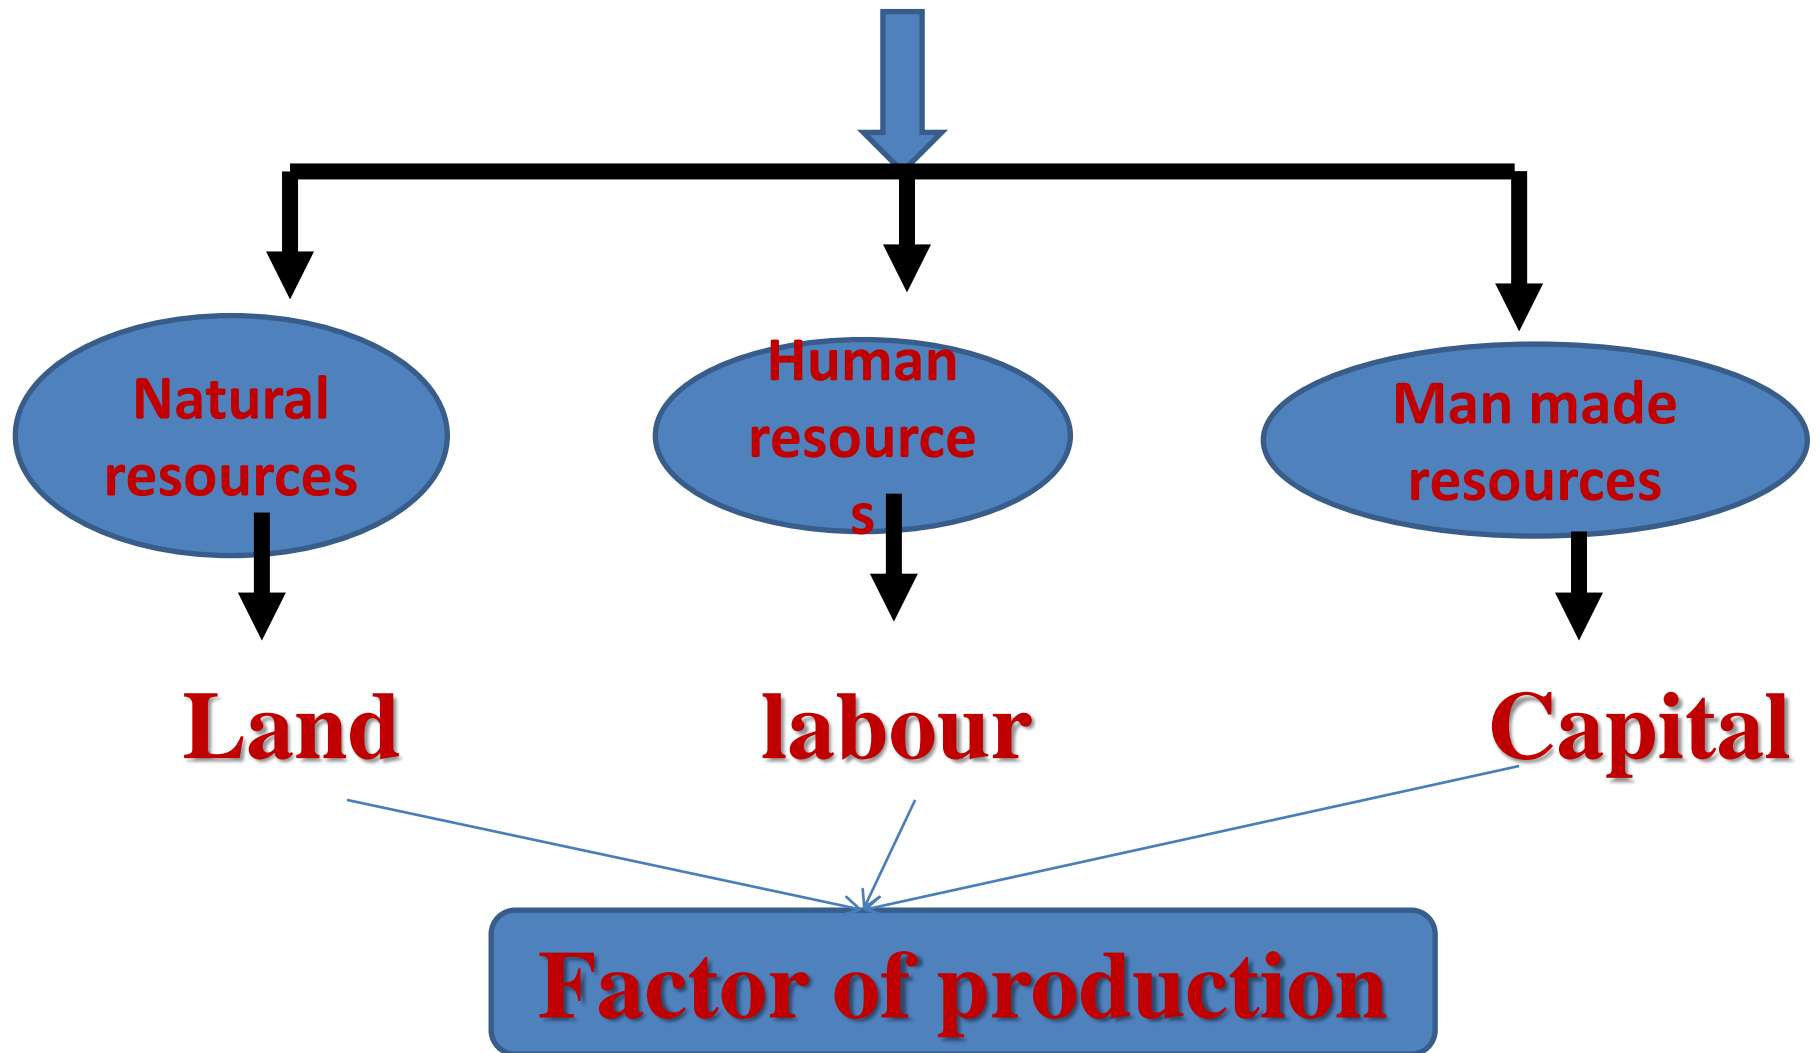 Natural
resources
Human
resource
s
Man made
resources
Land
labour
Capital
Factor of production